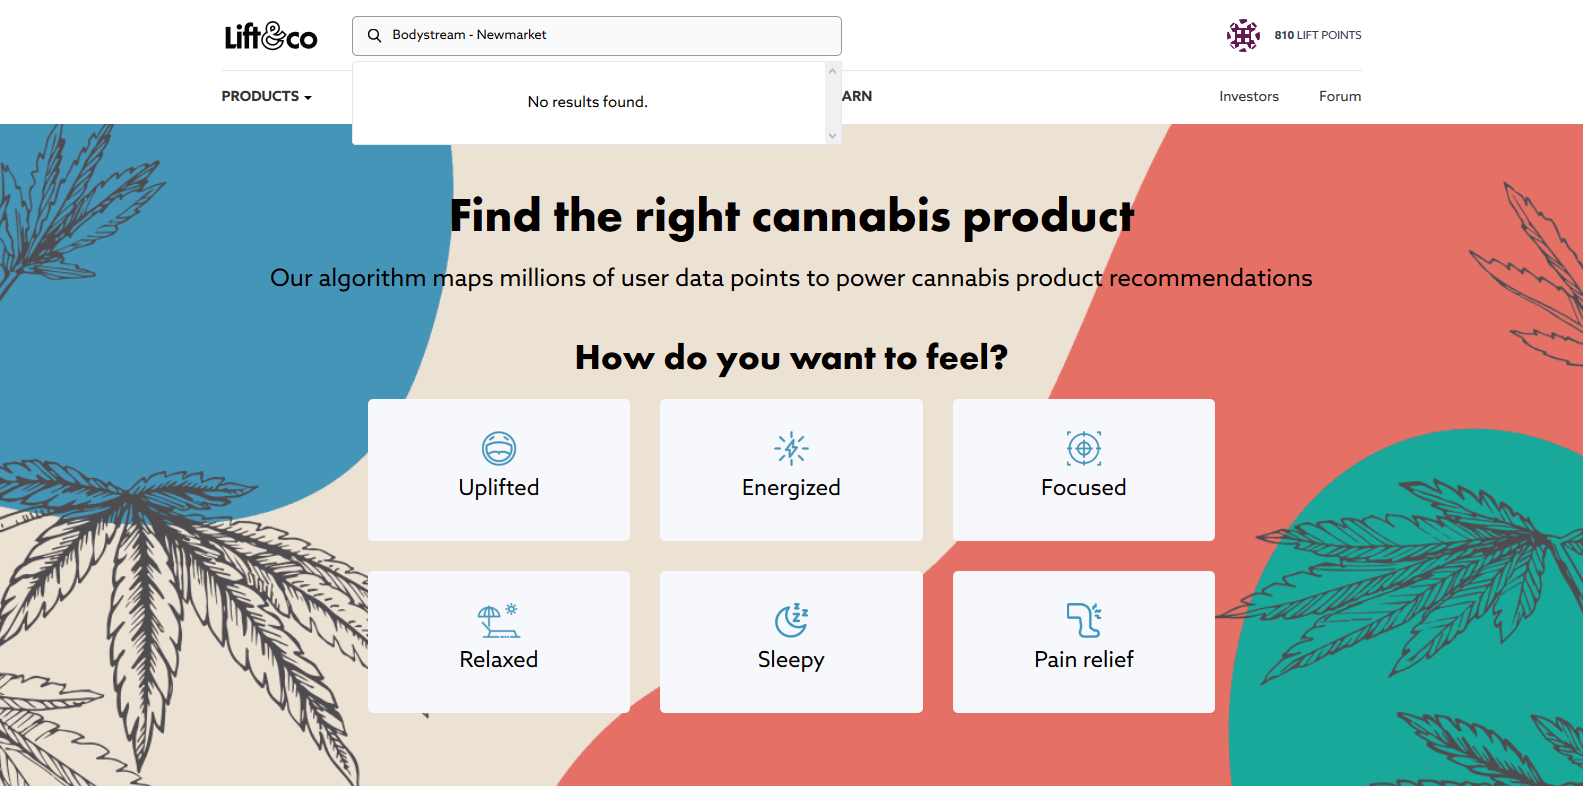 Lift&co
Bodystream - Newmarket
810 LIFT POINTS
No results found.
PRODUCTS
ARN
Investors
Forum
Find the right cannabis product
Our algorithm maps millions of user data points to power cannabis product recommendations
How do you want to feel?
Uplifted
Energized
Focused
Relaxed
Sleepy
Pain relief